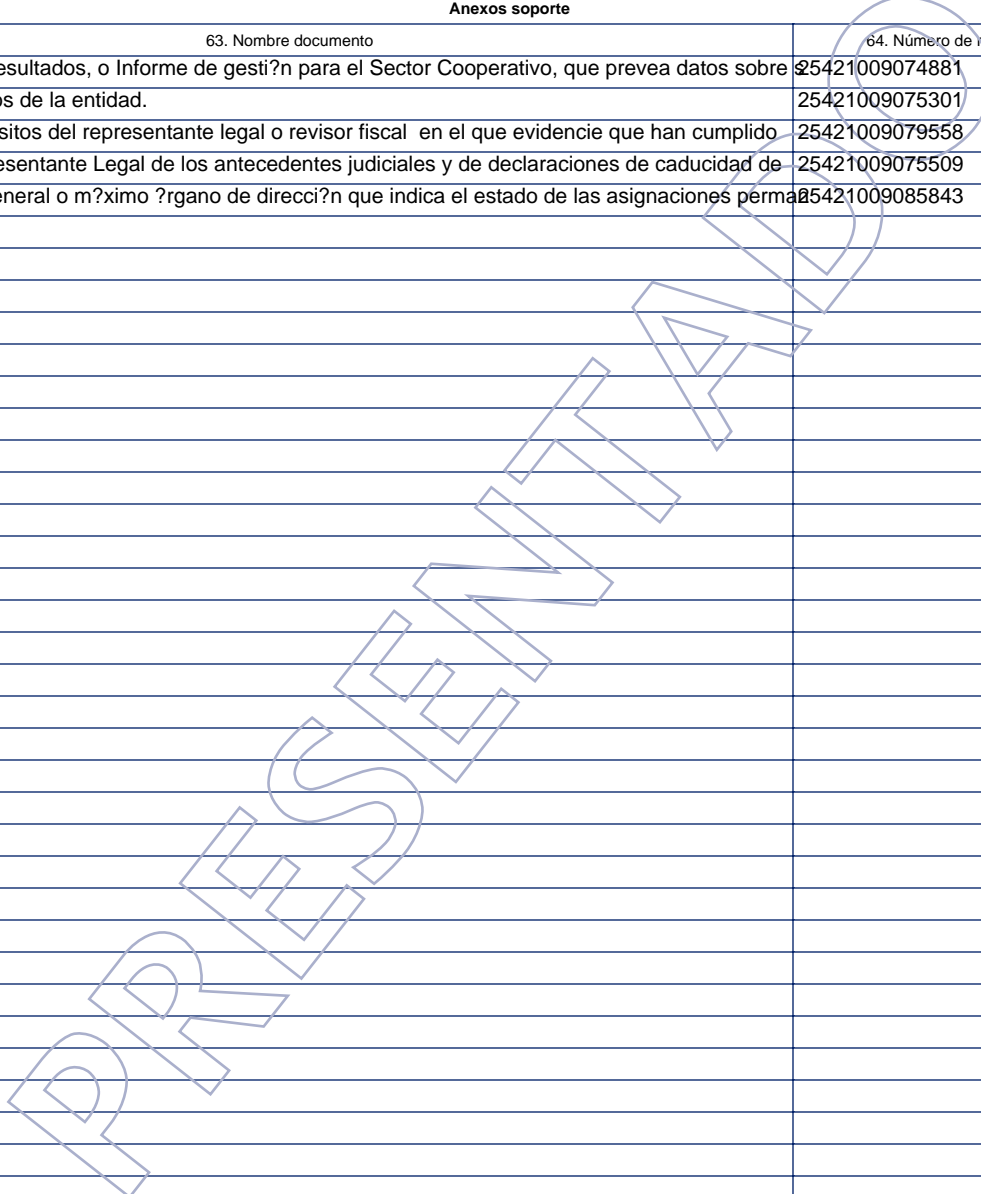 Anexos soporte
63. Nombre documento 64. Número de
esultados, o Informe de gesti?n para el Sector Cooperativo, que prevea datos sobre s 25421009074881
os de la entidad. 25421009075301
sitos del representante legal o revisor fiscal en el que evidencie que han cumplido 25421009079558
esentante Legal de los antecedentes judiciales y de declaraciones de caducidad de 25421009075509
eneral o m?ximo ?rgano de direcci?n que indica el estado de las asignaciones perman 25421009085843
PRESENTADO